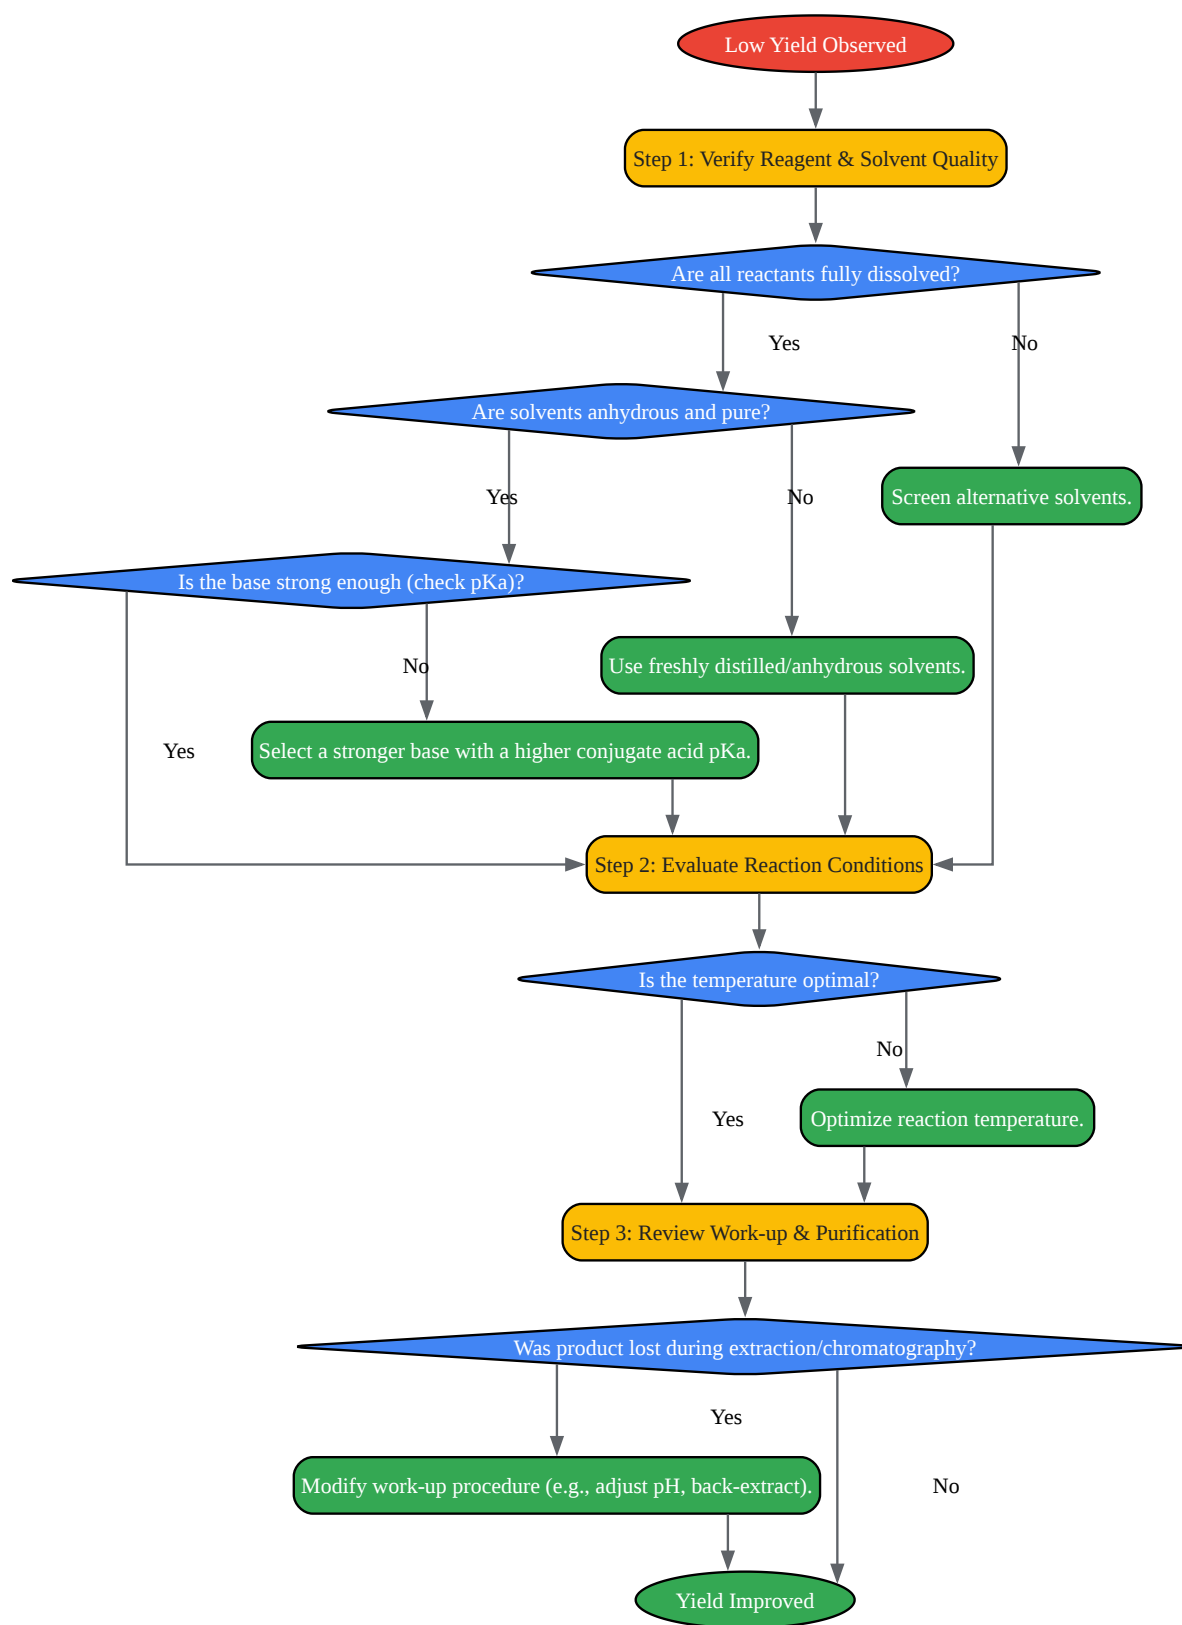 Low Yield Observed
Step 1: Verify Reagent & Solvent Quality
Are all reactants fully dissolved?
Yes
No
Are solvents anhydrous and pure?
Yes
No
Screen alternative solvents.
Is the base strong enough (check pKa)?
No
Use freshly distilled/anhydrous solvents.
Yes
Select a stronger base with a higher conjugate acid pKa.
Step 2: Evaluate Reaction Conditions
Is the temperature optimal?
No
Yes
Optimize reaction temperature.
Step 3: Review Work-up & Purification
Was product lost during extraction/chromatography?
Yes
Modify work-up procedure (e.g., adjust pH, back-extract).
No
Yield Improved